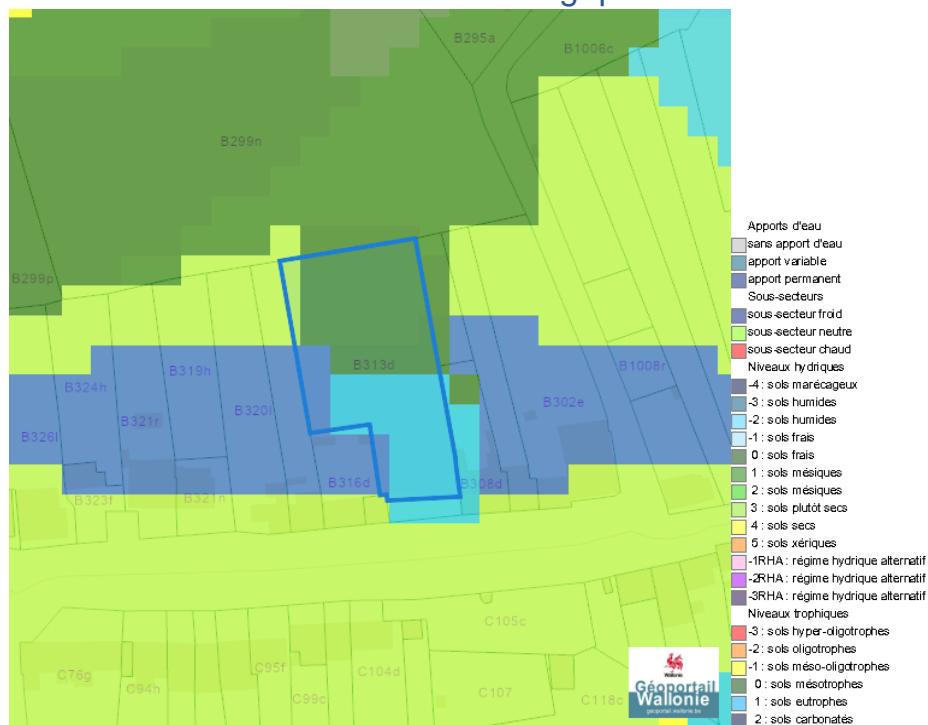 B295a
B1006c
B299n
B299p
B313d
B1008r
B319h
B324h
B321r
B320l
B302e
B326l
B316d
B308d
B323f
B321n
C105c
C95f
C104d
C76g
C94h
C99c
C107
C118c
Wallonie
Géoportail
Wallonie
geoportail.wallonie.be
Apports d'eau
sans apport d'eau
apport variable
apport permanent
Sous-secteurs
sous-secteur froid
sous-secteur neutre
sous-secteur chaud
Niveaux hydriques
-4 : sols marécageux
-3 : sols humides
-2 : sols humides
-1 : sols frais
0 : sols frais
1 : sols mésiques
2 : sols mésiques
3 : sols plutôt secs
4 : sols secs
5 : sols xériques
-1RHA : régime hydrique alternatif
-2RHA : régime hydrique alternatif
-3RHA : régime hydrique alternatif
Niveaux trophiques
-3 : sols hyper-oligotrophes
-2 : sols oligotrophes
-1 : sols méso-oligotrophes
0 : sols mésotrophes
1 : sols eutrophes
2 : sols carbonatés